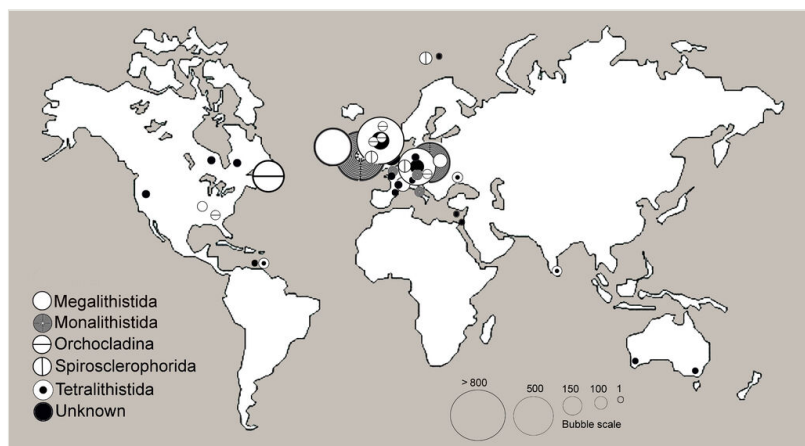 Megalithistida
Monalithistida
Orchocladina
Spirosclerophorida
Tetralithistida
Unknown
> 800 500 150 100 1
Bubble scale